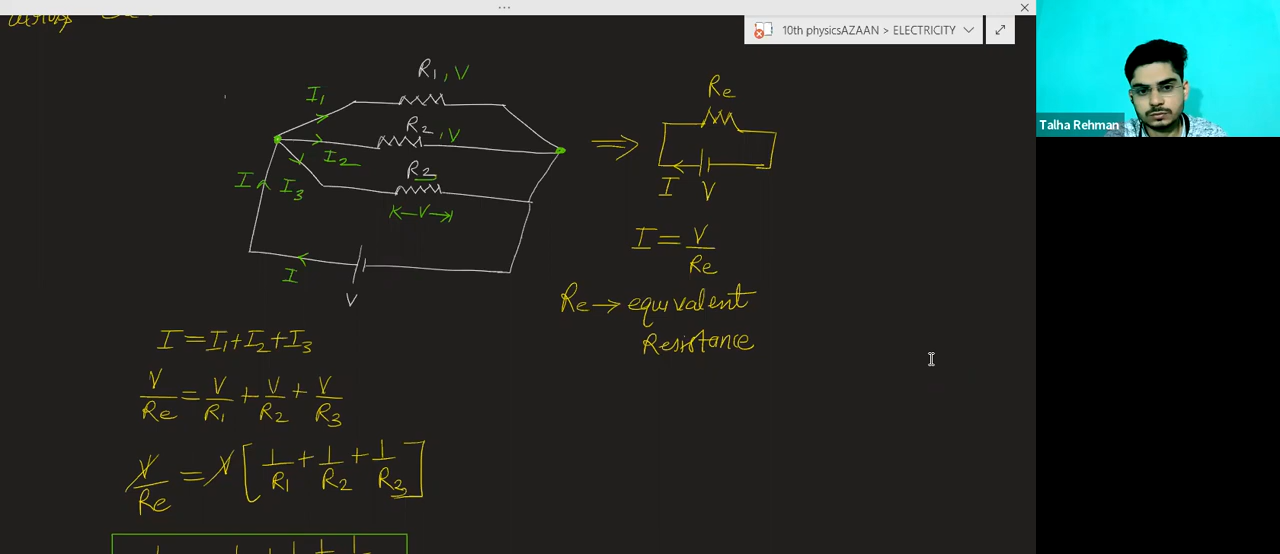 10th physicsAZAAN > ELECTRICITY
Talha Rehman
R1, V
I1
R2, V
I2
R3
I
I3
K—V→
I
V
⇒
Re
I
V
I = V/Re
Re → equivalent
Resistance
I = I1 + I2 + I3
V/Re = V/R1 + V/R2 + V/R3
V/Re = V [1/R1 + 1/R2 + 1/R3]